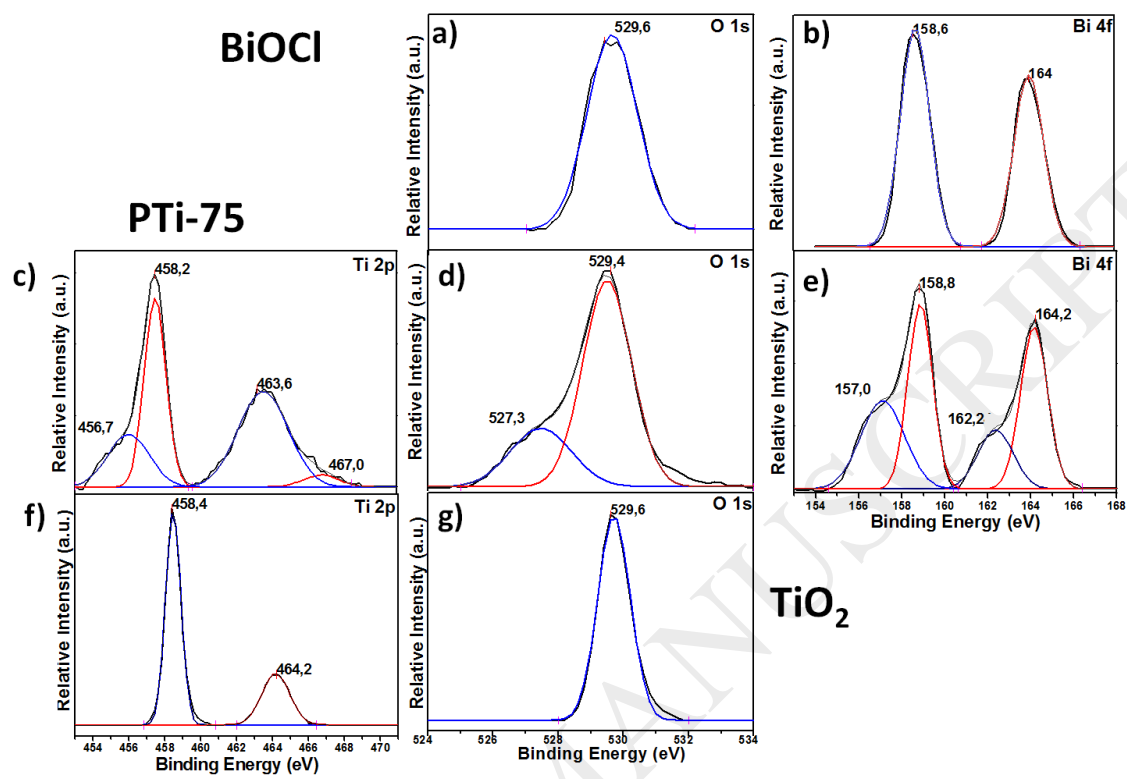 BiOCl
a)
529,6
O 1s
Relative Intensity (a.u.)
b)
158,6
164
Bi 4f
Relative Intensity (a.u.)
PTi-75
c)
458,2
Ti 2p
456,7
463,6
467,0
Relative Intensity (a.u.)
d)
529,4
O 1s
527,3
Relative Intensity (a.u.)
e)
158,8
Bi 4f
164,2
157,0
162,2
Relative Intensity (a.u.)
154 156 158 160 162 164 166 168
Binding Energy (eV)
f)
458,4
Ti 2p
464,2
Relative Intensity (a.u.)
454 456 458 460 462 464 466 468 470
Binding Energy (eV)
g)
529,6
O 1s
Relative Intensity (a.u.)
524 526 528 530 532 534
Binding Energy (eV)
TiO2
MANUSCRIPT